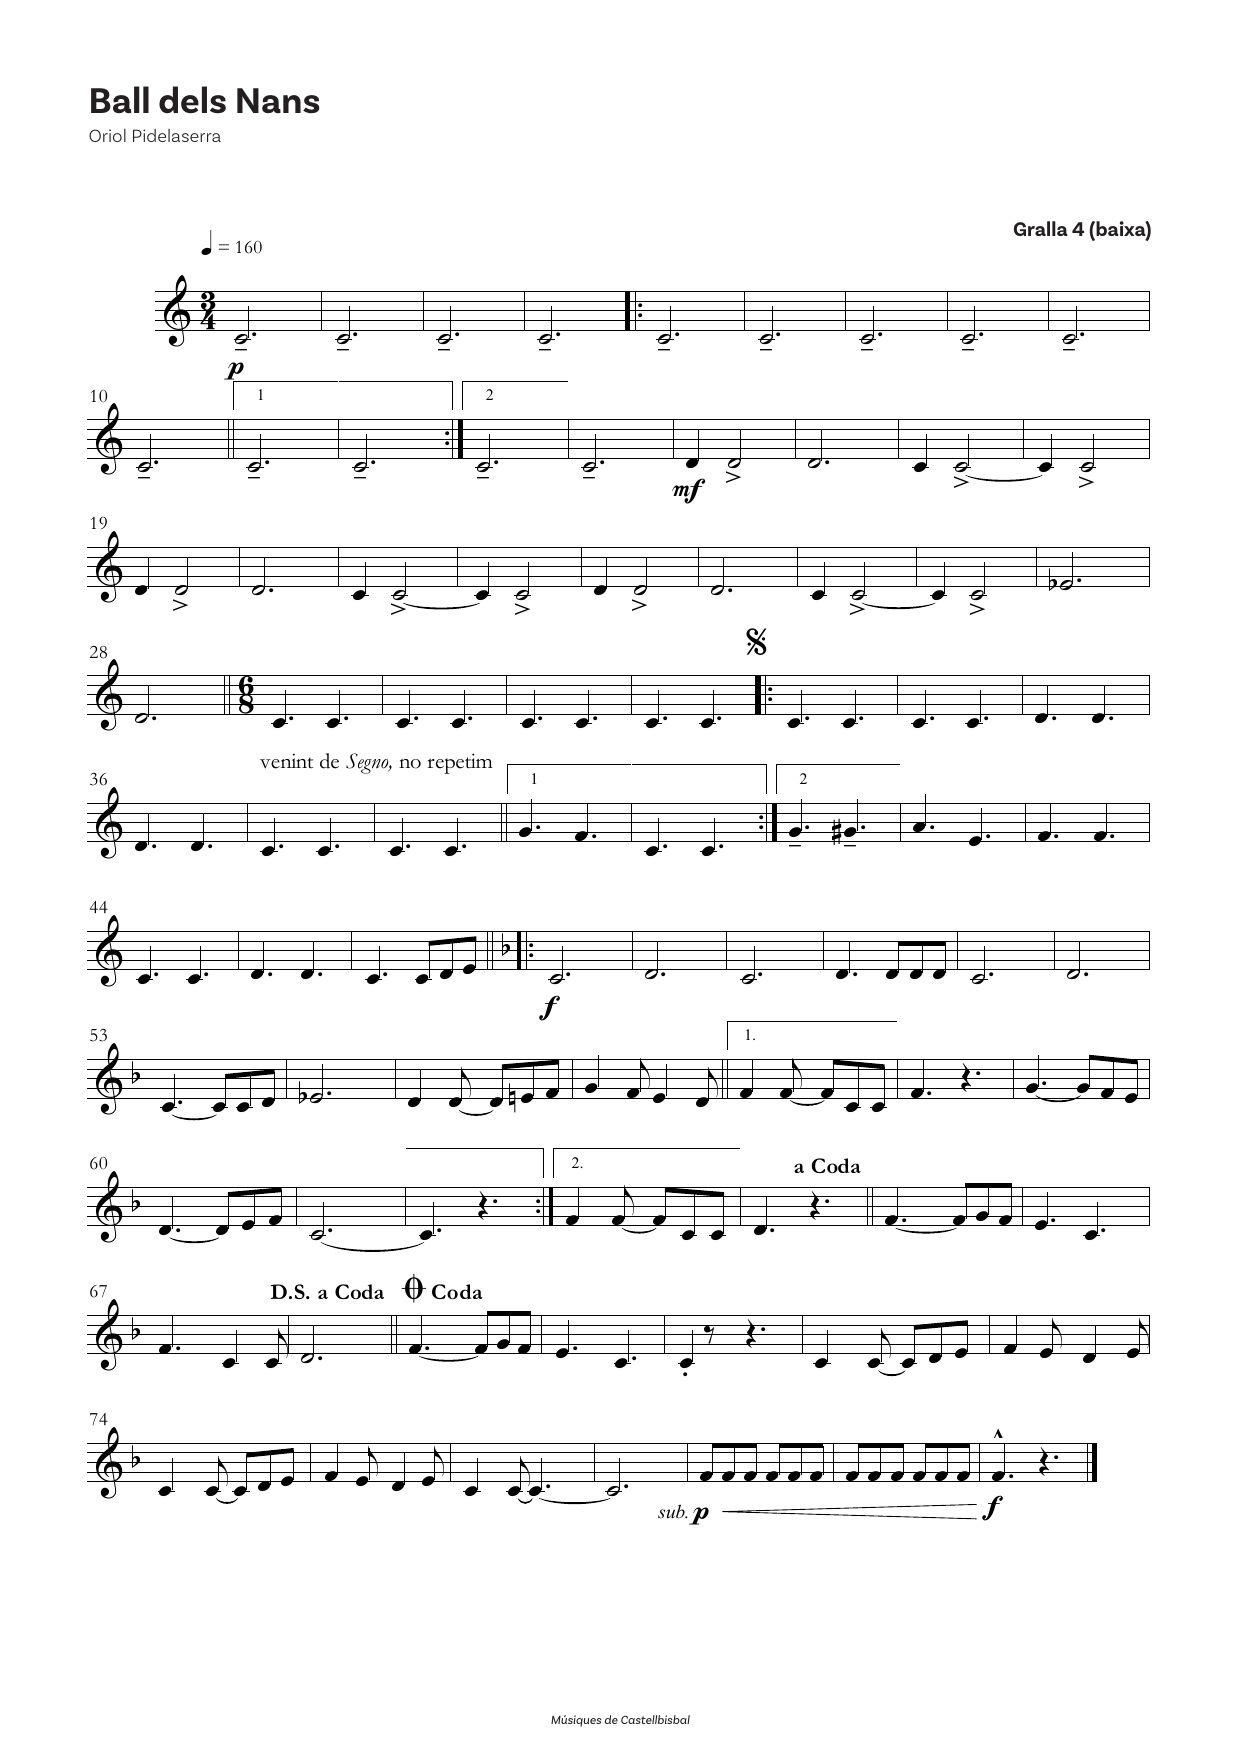 Ball dels Nans
Oriol Pidelaserra
Gralla 4 (baixa)
= 160
3
4
p
10
1
2
mf
19
28
6
8
venint de Segno, no repetim
36
1
2
44
f
53
1.
60
2.
a Coda
67
D.S. a Coda
Coda
74
sub. p
f
Músiques de Castellbisbal